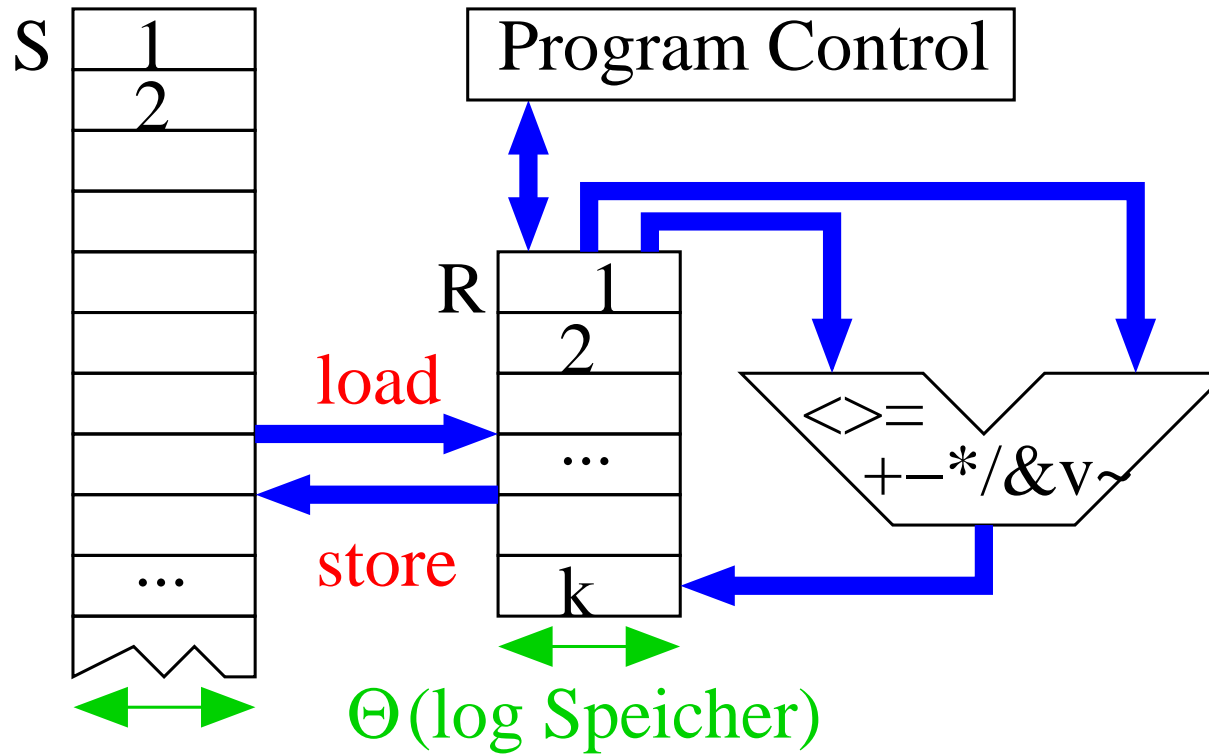 S
1
2
...
Program Control
R
1
2
...
k
load
store
<>=
+−*/&v~
Θ(log Speicher)